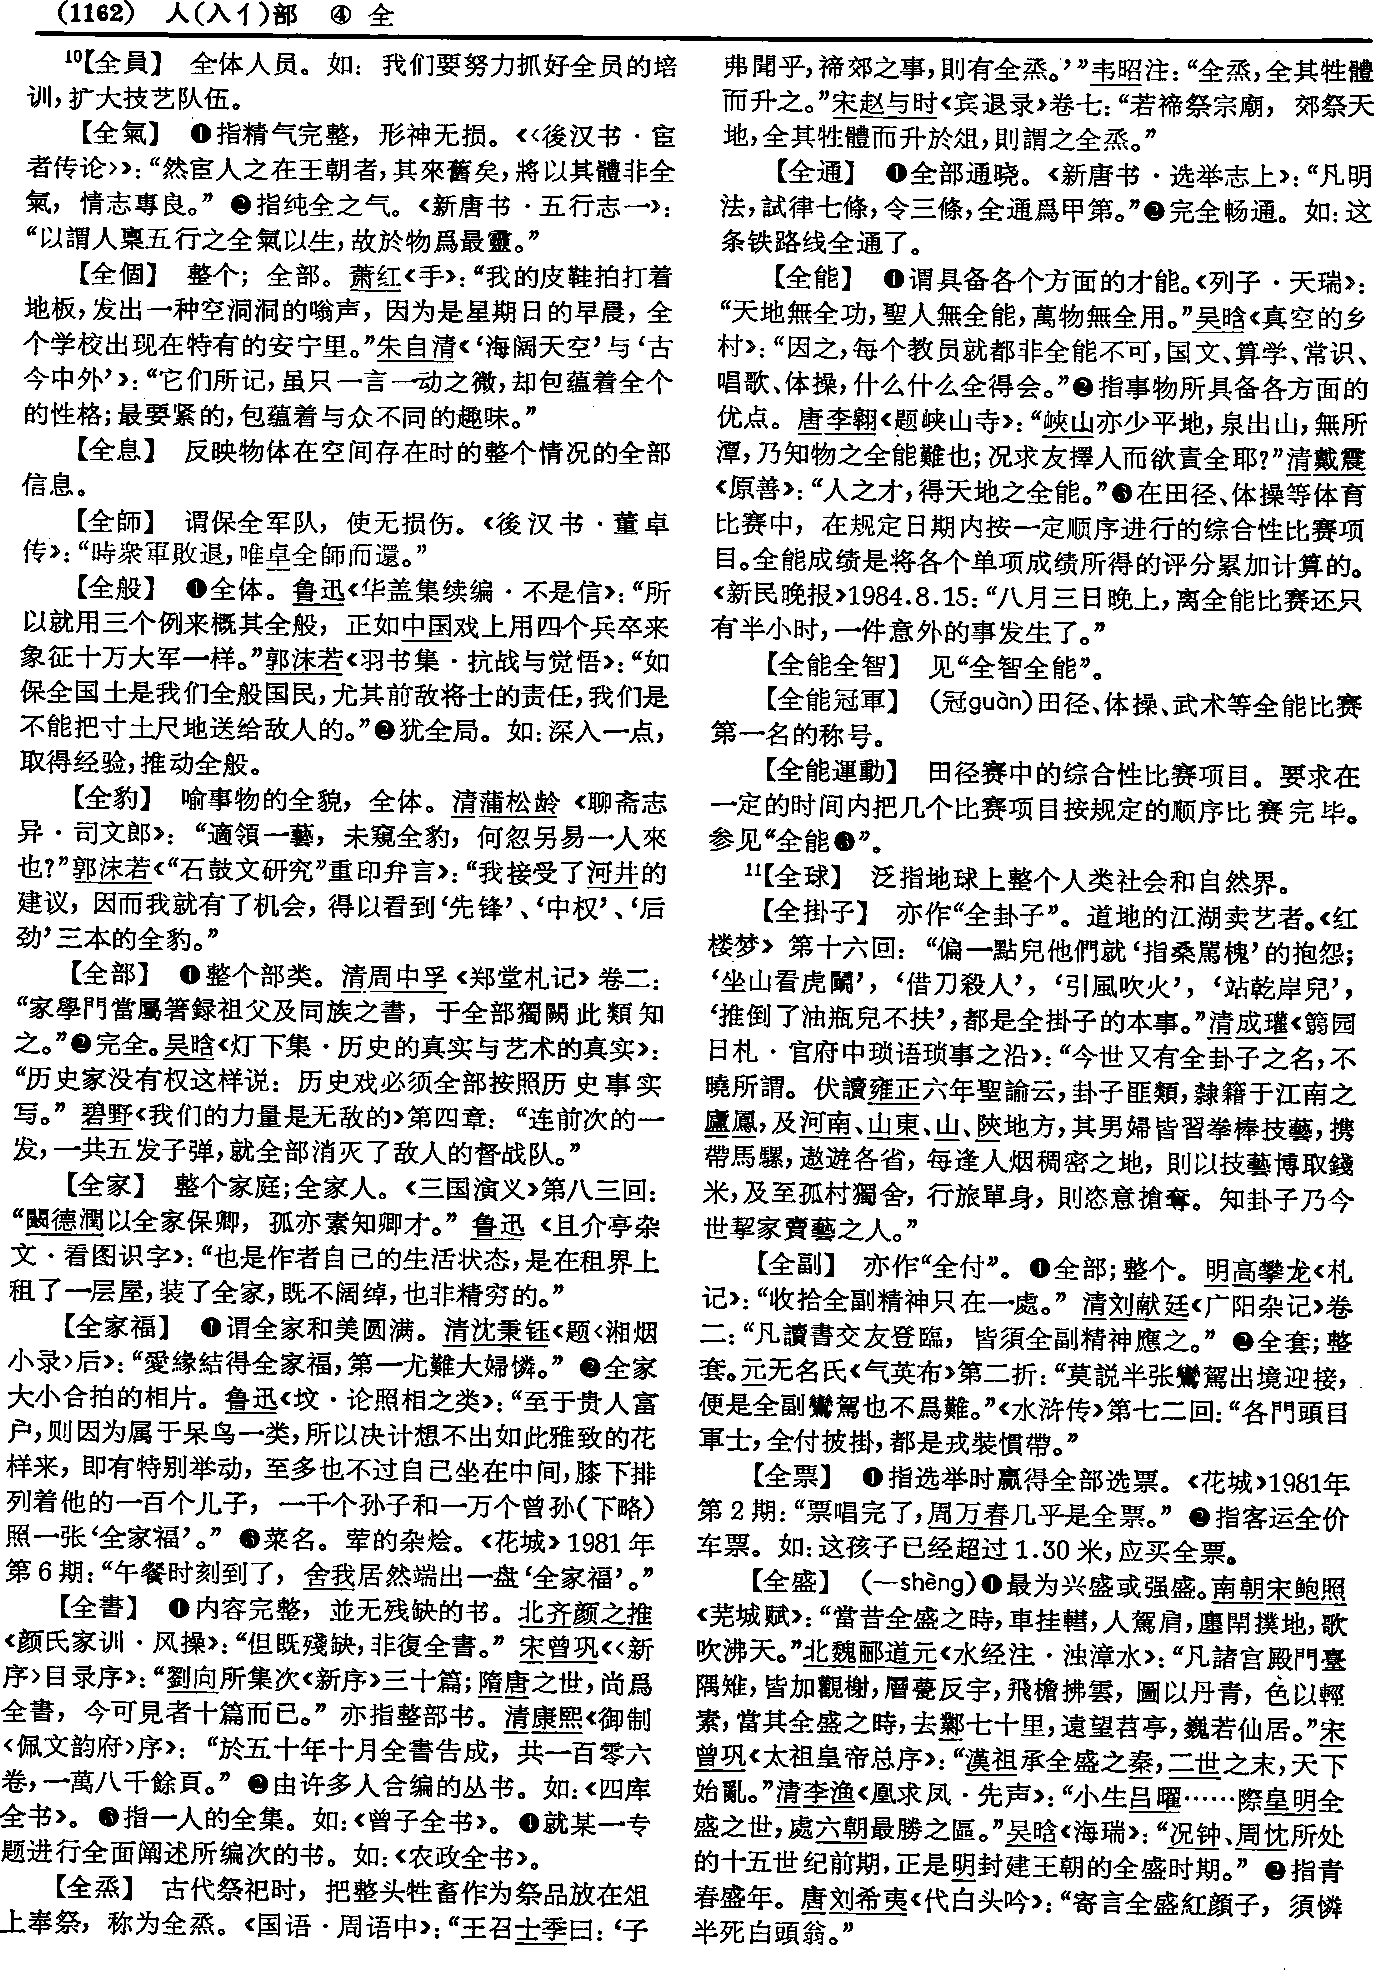 (1162) 人(入亻)部 ④ 全
10【全員】 全体人员。如：我们要努力抓好全员的培
训，扩大技艺队伍。
【全氣】 ❶指精气完整，形神无损。《〈後汉书·宦
者传论〉》：“然宦人之在王朝者，其來舊矣，將以其體非全
氣，情志專良。” ❷指纯全之气。《新唐书·五行志一》：
“以謂人稟五行之全氣以生，故於物爲最靈。”
【全個】 整个；全部。萧红《手》：“我的皮鞋拍打着
地板，发出一种空洞洞的嗡声，因为是星期日的早晨，全
个学校出现在特有的安宁里。”朱自清《‘海阔天空’与‘古
今中外’》：“它们所记，虽只一言一动之微，却包蕴着全个
的性格；最要紧的，包蕴着与众不同的趣味。”
【全息】 反映物体在空间存在时的整个情况的全部
信息。
【全師】 谓保全军队，使无损伤。《後汉书·董卓
传》：“時衆軍敗退，唯卓全師而還。”
【全般】 ❶全体。鲁迅《华盖集续编·不是信》：“所
以就用三个例来概其全般，正如中国戏上用四个兵卒来
象征十万大军一样。”郭沫若《羽书集·抗战与觉悟》：“如
保全国土是我们全般国民，尤其前敌将士的责任，我们是
不能把寸土尺地送给敌人的。”❷犹全局。如：深入一点，
取得经验，推动全般。
【全豹】 喻事物的全貌，全体。清蒲松龄《聊斋志
异·司文郎》：“適領一藝，未窺全豹，何忽另易一人來
也？”郭沫若《“石鼓文研究”重印弁言》：“我接受了河井的
建议，因而我就有了机会，得以看到‘先锋’、‘中权’、‘后
劲’三本的全豹。”
【全部】 ❶整个部类。清周中孚《郑堂札记》卷二：
“家學門當屬箸録祖父及同族之書，于全部獨闕此類知
之。”❷完全。吴晗《灯下集·历史的真实与艺术的真实》：
“历史家没有权这样说：历史戏必须全部按照历史事实
写。” 碧野《我们的力量是无敌的》第四章：“连前次的一
发，一共五发子弹，就全部消灭了敌人的督战队。”
【全家】 整个家庭；全家人。《三国演义》第八三回：
“闞德潤以全家保卿，孤亦素知卿才。” 鲁迅《且介亭杂
文·看图识字》：“也是作者自己的生活状态，是在租界上
租了一层屋，装了全家，既不阔绰，也非精穷的。”
【全家福】 ❶谓全家和美圆满。清沈秉钰《题〈湘烟
小录〉后》：“愛緣結得全家福，第一尤難大婦憐。” ❷全家
大小合拍的相片。鲁迅《坟·论照相之类》：“至于贵人富
户，则因为属于呆鸟一类，所以决计想不出如此雅致的花
样来，即有特别举动，至多也不过自己坐在中间，膝下排
列着他的一百个儿子，一千个孙子和一万个曾孙(下略)
照一张‘全家福’。” ❸菜名。荤的杂烩。《花城》1981年
第6期：“午餐时刻到了，舍我居然端出一盘‘全家福’。”
【全書】 ❶内容完整，並无残缺的书。北齐颜之推
《颜氏家训·风操》：“但既殘缺，非復全書。” 宋曾巩《〈新
序〉目录序》：“劉向所集次《新序》三十篇；隋唐之世，尚爲
全書，今可見者十篇而已。” 亦指整部书。清康熙《御制
〈佩文韵府〉序》：“於五十年十月全書告成，共一百零六
卷，一萬八千餘頁。” ❷由许多人合编的丛书。如：《四库
全书》。❸指一人的全集。如：《曾子全书》。❹就某一专
题进行全面阐述所编次的书。如：《农政全书》。
【全烝】 古代祭祀时，把整头牲畜作为祭品放在俎
上奉祭，称为全烝。《国语·周语中》：“王召士季曰：‘子
弗聞乎，禘郊之事，則有全烝。’”韦昭注：“全烝，全其牲體
而升之。”宋赵与时《宾退录》卷七：“若禘祭宗廟，郊祭天
地，全其牲體而升於俎，則謂之全烝。”
【全通】 ❶全部通晓。《新唐书·选举志上》：“凡明
法，試律七條，令三條，全通爲甲第。”❷完全畅通。如：这
条铁路线全通了。
【全能】 ❶谓具备各个方面的才能。《列子·天瑞》：
“天地無全功，聖人無全能，萬物無全用。”吴晗《真空的乡
村》：“因之，每个教员就都非全能不可，国文、算学、常识、
唱歌、体操，什么什么全得会。”❷指事物所具备各方面的
优点。唐李翱《题峡山寺》：“峽山亦少平地，泉出山，無所
潭，乃知物之全能難也；况求友擇人而欲責全耶？”清戴震
《原善》：“人之才，得天地之全能。”❸在田径、体操等体育
比赛中，在规定日期内按一定顺序进行的综合性比赛项
目。全能成绩是将各个单项成绩所得的评分累加计算的。
《新民晚报》1984.8.15：“八月三日晚上，离全能比赛还只
有半小时，一件意外的事发生了。”
【全能全智】 见“全智全能”。
【全能冠軍】 (冠guàn)田径、体操、武术等全能比赛
第一名的称号。
【全能運動】 田径赛中的综合性比赛项目。要求在
一定的时间内把几个比赛项目按规定的顺序比赛完毕。
参见“全能❸”。
11【全球】 泛指地球上整个人类社会和自然界。
【全掛子】 亦作“全卦子”。道地的江湖卖艺者。《红
楼梦》第十六回：“偏一點兒他們就‘指桑罵槐’的抱怨；
‘坐山看虎鬭’，‘借刀殺人’，‘引風吹火’，‘站乾岸兒’，
‘推倒了油瓶兒不扶’，都是全掛子的本事。”清成瓘《篛园
日札·官府中琐语琐事之沿》：“今世又有全卦子之名，不
曉所謂。伏讀雍正六年聖諭云，卦子匪類，隸籍于江南之
廬鳳，及河南、山東、山、陝地方，其男婦皆習拳棒技藝，携
帶馬騾，遨遊各省，每逢人烟稠密之地，則以技藝博取錢
米，及至孤村獨舍，行旅單身，則恣意搶奪。知卦子乃今
世挈家賣藝之人。”
【全副】 亦作“全付”。❶全部；整个。明高攀龙《札
记》：“收拾全副精神只在一處。” 清刘献廷《广阳杂记》卷
二：“凡讀書交友登臨，皆須全副精神應之。” ❷全套；整
套。元无名氏《气英布》第二折：“莫説半张鸞駕出境迎接，
便是全副鸞駕也不爲難。”《水浒传》第七二回：“各門頭目
軍士，全付披掛，都是戎裝慣帶。”
【全票】 ❶指选举时赢得全部选票。《花城》1981年
第2期：“票唱完了，周万春几乎是全票。” ❷指客运全价
车票。如：这孩子已经超过1.30米，应买全票。
【全盛】 (—shèng)❶最为兴盛或强盛。南朝宋鲍照
《芜城赋》：“當昔全盛之時，車挂轊，人駕肩，廛閈撲地，歌
吹沸天。”北魏郦道元《水经注·浊漳水》：“凡諸宫殿門臺
隅雉，皆加觀榭，層甍反宇，飛檐拂雲，圖以丹青，色以輕
素，當其全盛之時，去鄴七十里，遠望苕亭，巍若仙居。”宋
曾巩《太祖皇帝总序》：“漢祖承全盛之秦，二世之末，天下
始亂。”清李渔《凰求凤·先声》：“小生吕曜……際皇明全
盛之世，處六朝最勝之區。”吴晗《海瑞》：“况钟、周忱所处
的十五世纪前期，正是明封建王朝的全盛时期。” ❷指青
春盛年。唐刘希夷《代白头吟》：“寄言全盛紅顔子，須憐
半死白頭翁。”